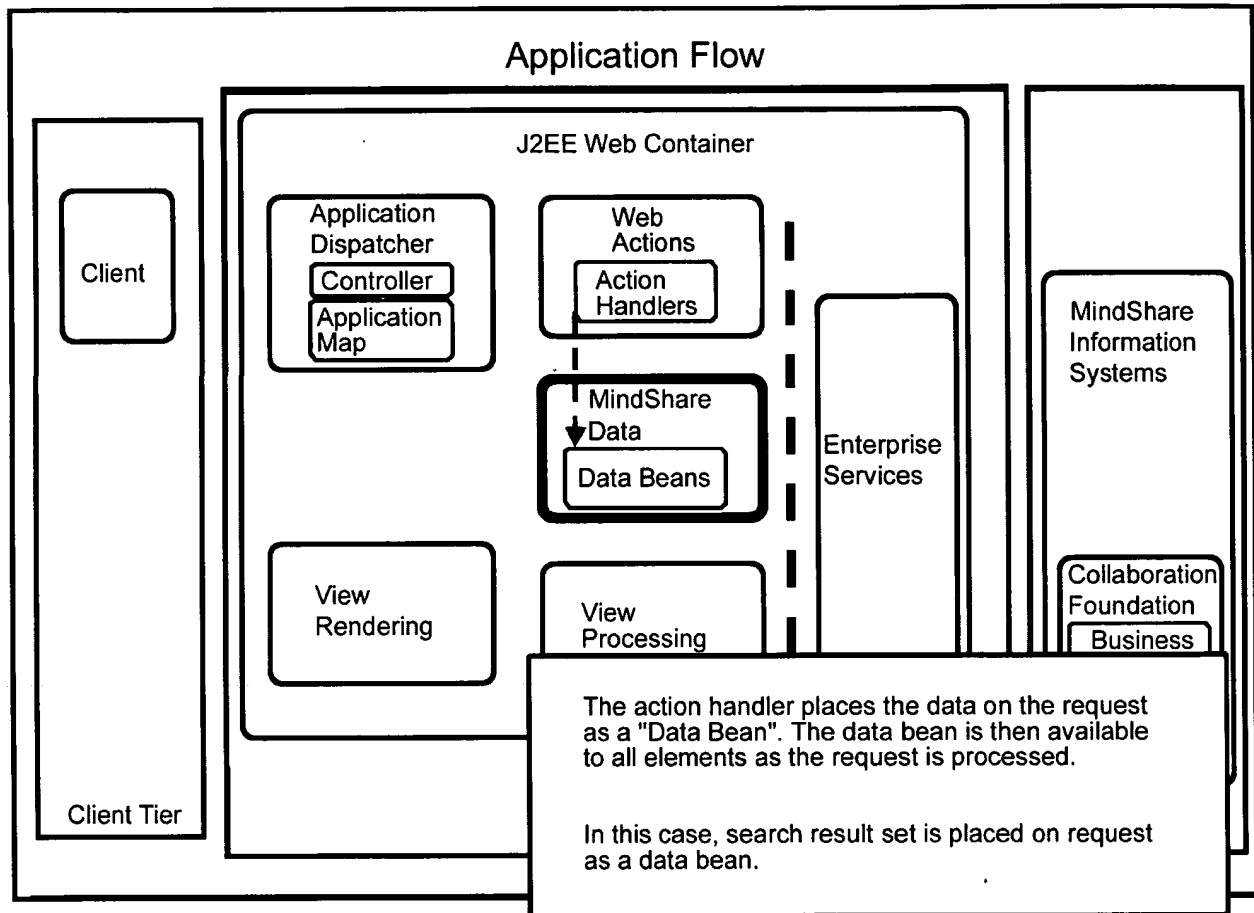 Application Flow
J2EE Web Container
Client
Client Tier
Application
Dispatcher
Controller
Application
Map
Web
Actions
Action
Handlers
MindShare
Data
Data Beans
View
Rendering
View
Processing
Enterprise
Services
MindShare
Information
Systems
Collaboration
Foundation
Business
The action handler places the data on the request
as a "Data Bean". The data bean is then available
to all elements as the request is processed.
In this case, search result set is placed on request
as a data bean.